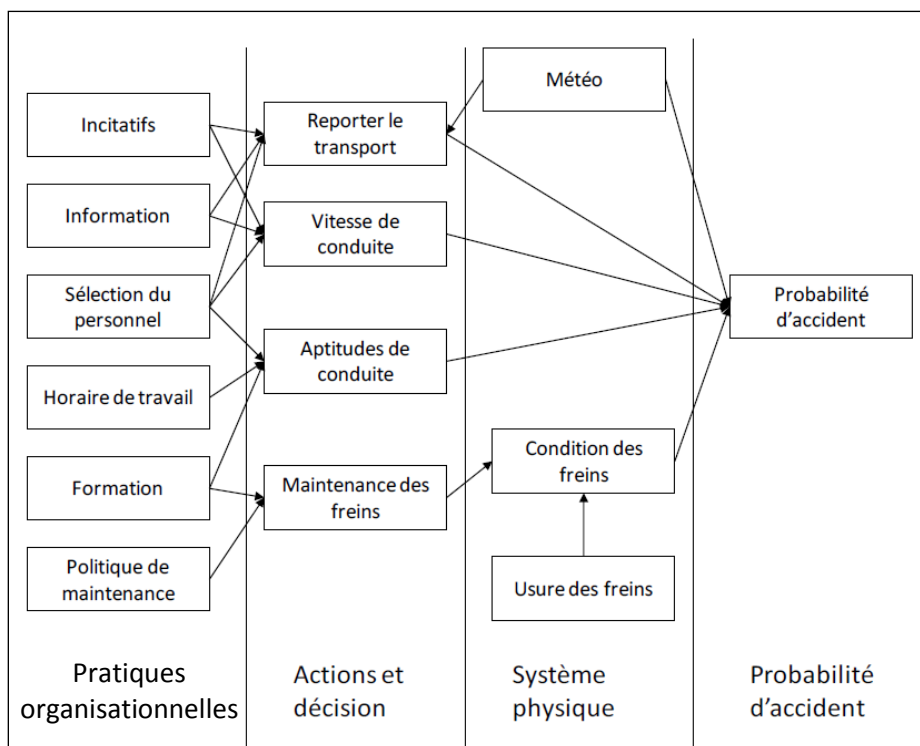 Incitatifs
Information
Sélection du
personnel
Horaire de travail
Formation
Politique de
maintenance
Pratiques
organisationnelles
Reporter le
transport
Vitesse de
conduite
Aptitudes de
conduite
Maintenance des
freins
Actions et
décision
Météo
Condition des
freins
Usure des freins
Système
physique
Probabilité
d’accident
Probabilité
d’accident